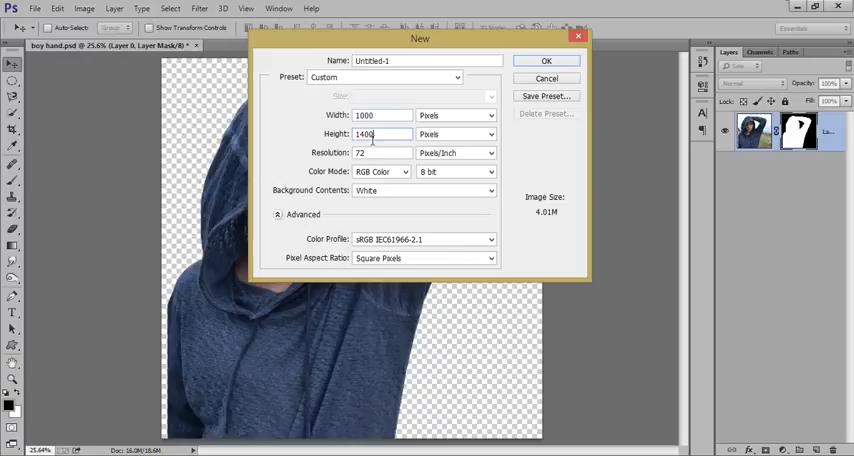 Ps File Edit Image Layer Type Select Filter 3D View Window Help
Auto-Select: Group Show Transform Controls Essentials
boy hand.psd @ 25.6% (Layer 0, Layer Mask/8) *
New
Name: Untitled-1 OK
Preset: Custom Cancel
Size: Save Preset...
Width: 1000 Pixels Delete Preset...
Height: 1400 Pixels
Resolution: 72 Pixels/Inch
Color Mode: RGB Color 8 bit
Background Contents: White
Image Size:
4.01M
Advanced
Color Profile: sRGB IEC61966-2.1
Pixel Aspect Ratio: Square Pixels
Layers Channels Paths
Normal Opacity: 100%
Lock: Fill: 100%
La...
25.64% Doc: 16.0M/18.6M